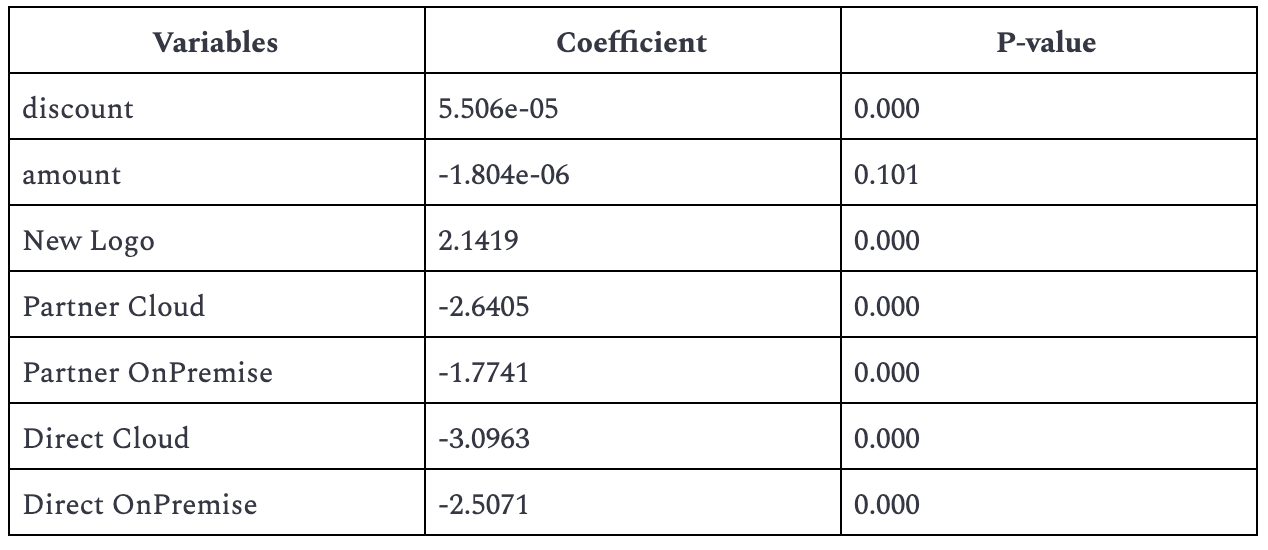 Variables Coefficient P-value
discount 5.506e-05 0.000
amount -1.804e-06 0.101
New Logo 2.1419 0.000
Partner Cloud -2.6405 0.000
Partner OnPremise -1.7741 0.000
Direct Cloud -3.0963 0.000
Direct OnPremise -2.5071 0.000